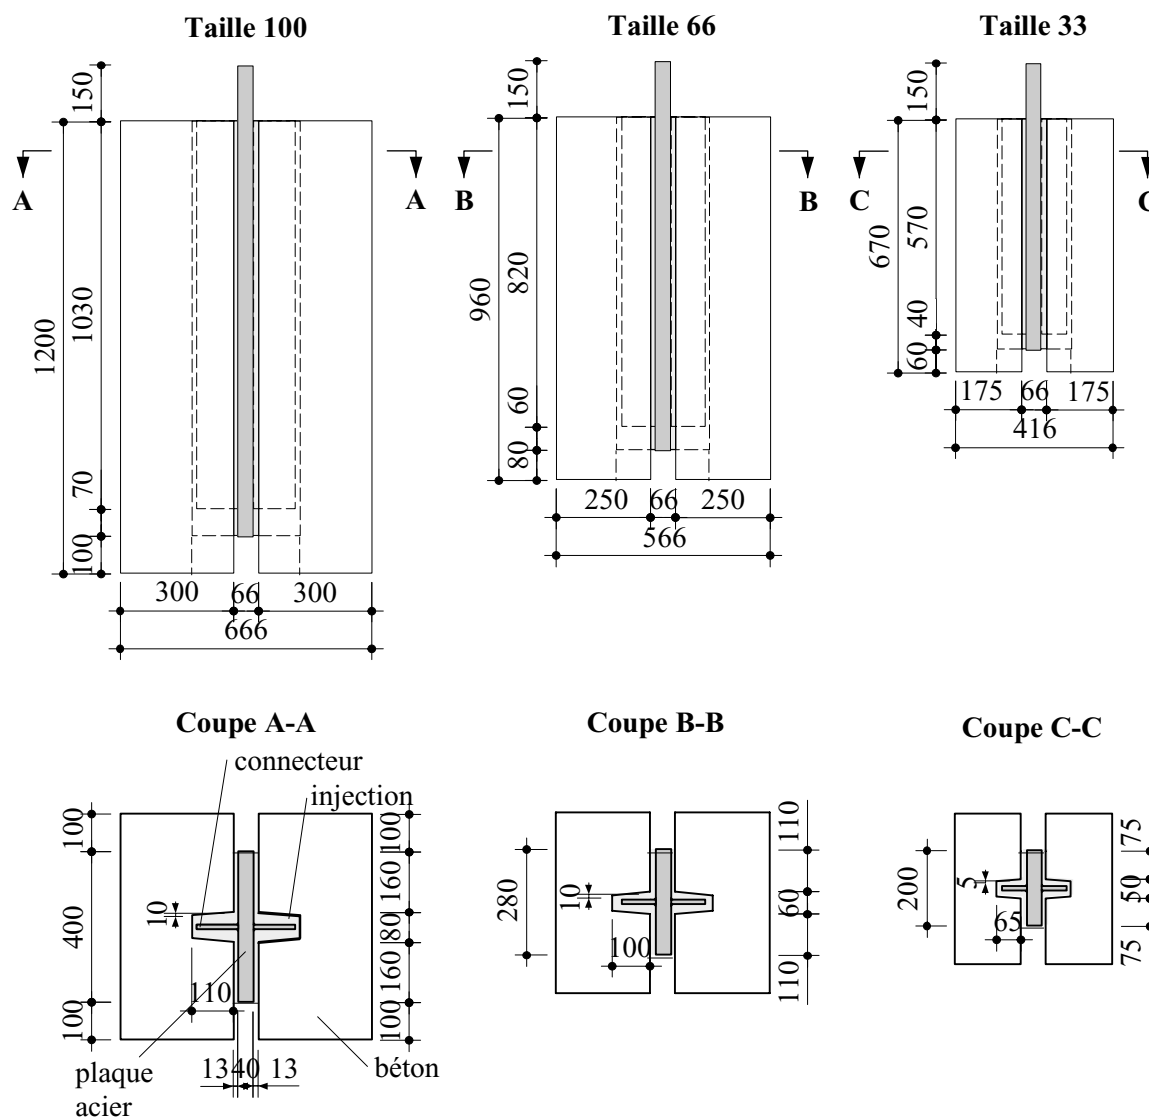 Taille 100
Taille 66
Taille 33
150
1200
1030
70
100
A
A
300 66 300
666
150
960
820
60
80
B
B
250 66 250
566
150
670
570
40
60
C
C
175 66 175
416
Coupe A-A
connecteur
injection
100
400
100
10
110
100
160
80
160
100
13 40 13
plaque
acier
béton
Coupe B-B
280
10
100
110
60
110
Coupe C-C
200
5
65
75
50
75